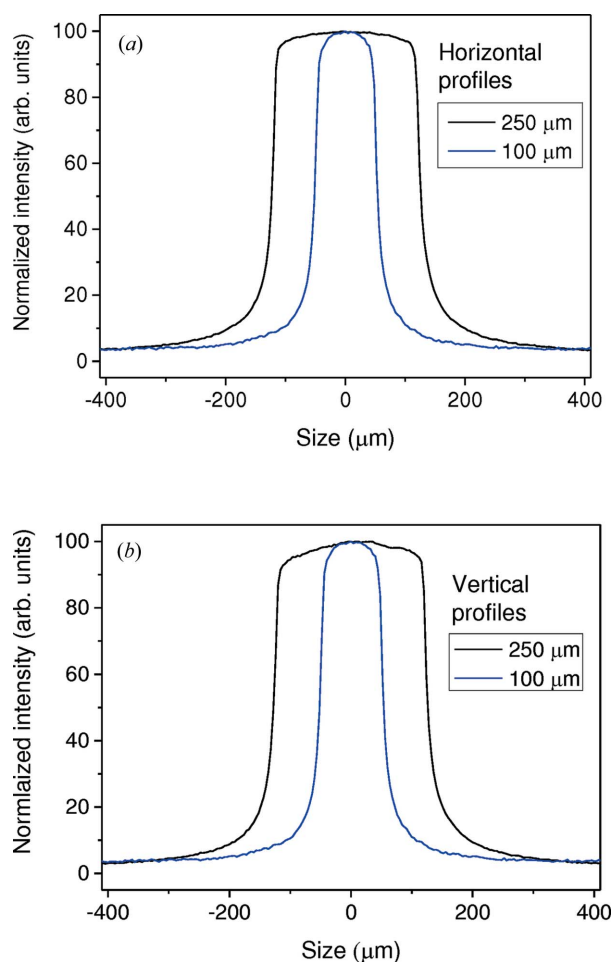 (a)
Horizontal
profiles
250 μm
100 μm
Normalized intensity (arb. units)
100
80
60
40
20
0
-400
-200
0
200
400
Size (μm)
(b)
Vertical
profiles
250 μm
100 μm
Normlaized intensity (arb. units)
100
80
60
40
20
0
-400
-200
0
200
400
Size (μm)